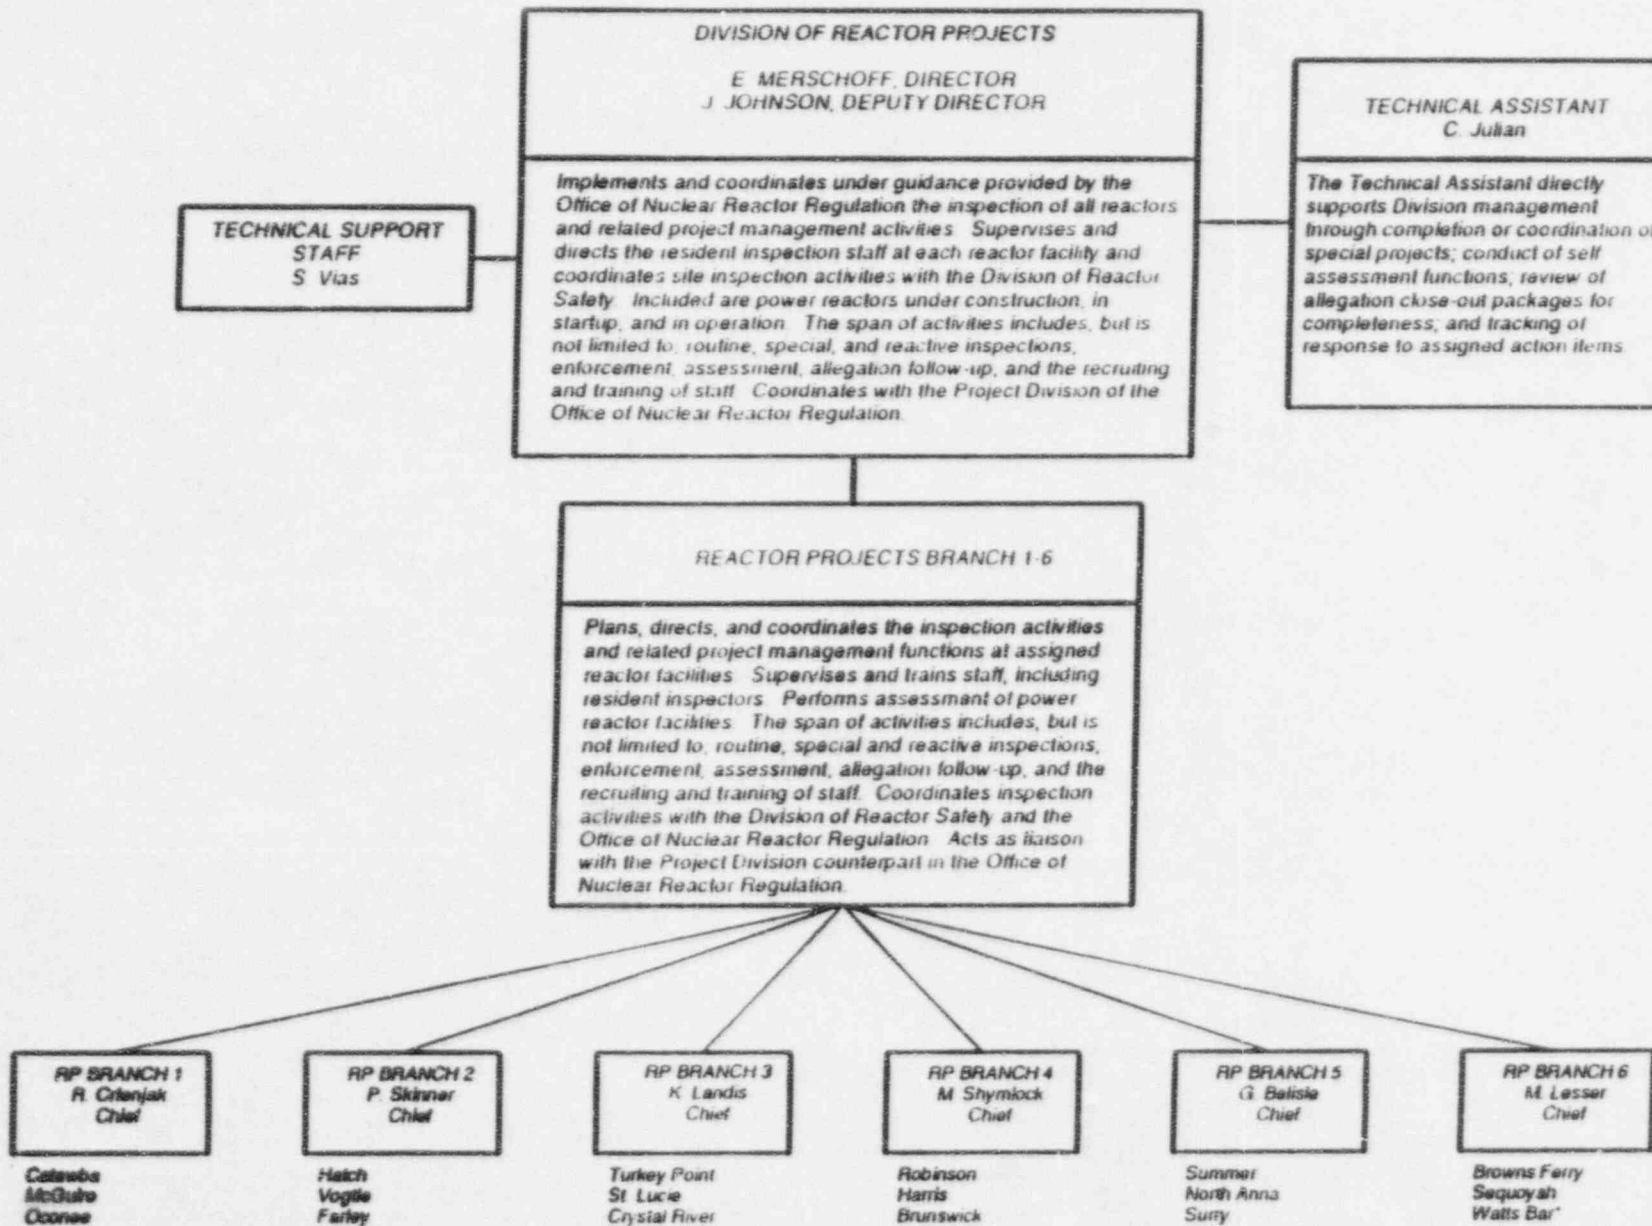 DIVISION OF REACTOR PROJECTS
E. MERSCHOFF, DIRECTOR
J. JOHNSON, DEPUTY DIRECTOR
Implements and coordinates under guidance provided by the
Office of Nuclear Reactor Regulation the inspection of all reactors
and related project management activities. Supervises and
directs the resident inspection staff at each reactor facility and
coordinates site inspection activities with the Division of Reactor
Safety. Included are power reactors under construction, in
startup, and in operation. The span of activities includes, but is
not limited to, routine, special, and reactive inspections,
enforcement, assessment, allegation follow-up, and the recruiting
and training of staff. Coordinates with the Project Division of the
Office of Nuclear Reactor Regulation.
TECHNICAL SUPPORT
STAFF
S. Vias
TECHNICAL ASSISTANT
C. Julian
The Technical Assistant directly
supports Division management
through completion or coordination of
special projects; conduct of self
assessment functions; review of
allegation close-out packages for
completeness; and tracking of
response to assigned action items.
REACTOR PROJECTS BRANCH 1-6
Plans, directs, and coordinates the inspection activities
and related project management functions at assigned
reactor facilities. Supervises and trains staff, including
resident inspectors. Performs assessment of power
reactor facilities. The span of activities includes, but is
not limited to, routine, special and reactive inspections,
enforcement, assessment, allegation follow-up, and the
recruiting and training of staff. Coordinates inspection
activities with the Division of Reactor Safety and the
Office of Nuclear Reactor Regulation. Acts as liaison
with the Project Division counterpart in the Office of
Nuclear Reactor Regulation.
RP BRANCH 1
R. Crlenjak
Chief
Catawba
McGuire
Oconee
RP BRANCH 2
P. Skinner
Chief
Hatch
Vogtle
Farley
RP BRANCH 3
K. Landis
Chief
Turkey Point
St. Lucie
Crystal River
RP BRANCH 4
M. Shymlock
Chief
Robinson
Harris
Brunswick
RP BRANCH 5
G. Belisle
Chief
Summer
North Anna
Surry
RP BRANCH 6
M. Lesser
Chief
Browns Ferry
Sequoyah
Watts Bar*